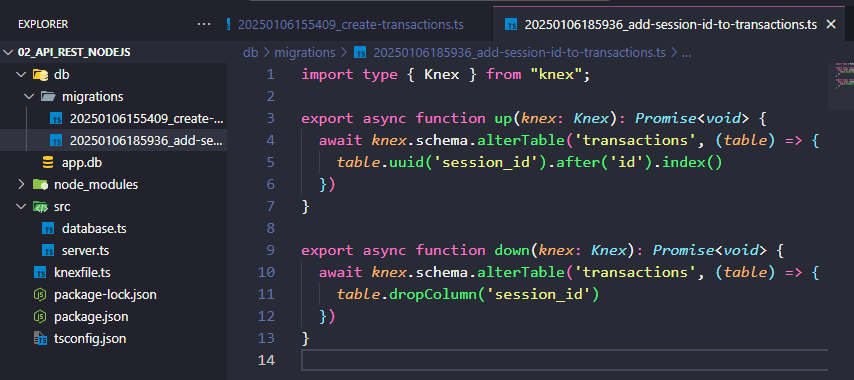 EXPLORER ...
02_API_REST_NODEJS
db
migrations
20250106155409_create-...
20250106185936_add-se...
app.db
node_modules
src
database.ts
server.ts
knexfile.ts
package-lock.json
package.json
tsconfig.json
20250106155409_create-transactions.ts
20250106185936_add-session-id-to-transactions.ts
db > migrations > 20250106185936_add-session-id-to-transactions.ts > ...
1 import type { Knex } from "knex";
2
3 export async function up(knex: Knex): Promise<void> {
4 await knex.schema.alterTable('transactions', (table) => {
5 table.uuid('session_id').after('id').index()
6 })
7 }
8
9 export async function down(knex: Knex): Promise<void> {
10 await knex.schema.alterTable('transactions', (table) => {
11 table.dropColumn('session_id')
12 })
13 }
14